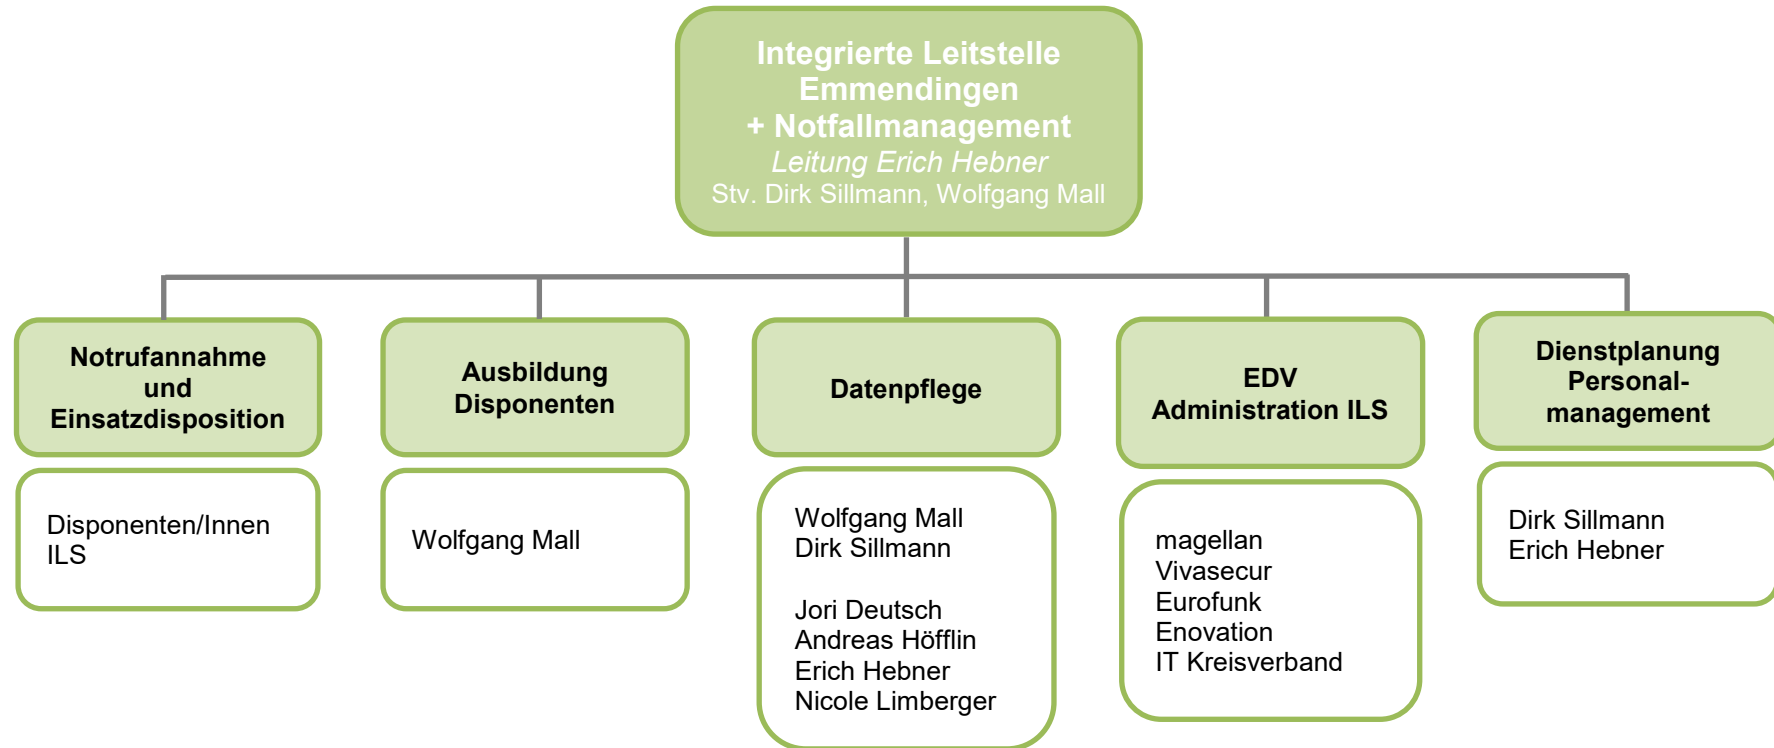 Integrierte Leitstelle
Emmendingen
+ Notfallmanagement
Leitung Erich Hebner
Stv. Dirk Sillmann, Wolfgang Mall
Notrufannahme
und
Einsatzdisposition
Disponenten/Innen
ILS
Ausbildung
Disponenten
Wolfgang Mall
Datenpflege
Wolfgang Mall
Dirk Sillmann
Jori Deutsch
Andreas Höfflin
Erich Hebner
Nicole Limberger
EDV
Administration ILS
magellan
Vivasecur
Eurofunk
Enovation
IT Kreisverband
Dienstplanung
Personal-
management
Dirk Sillmann
Erich Hebner